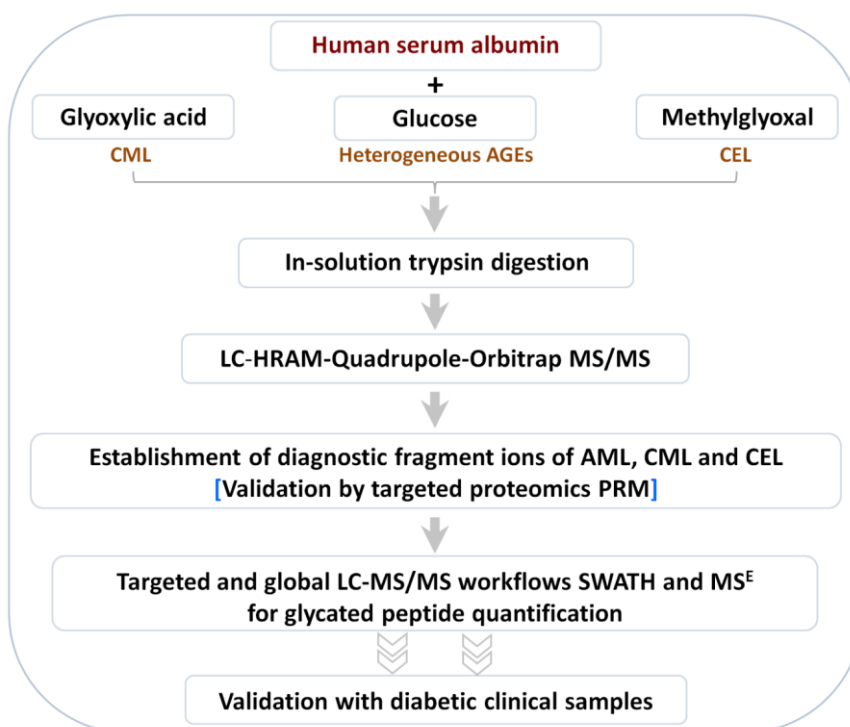 Human serum albumin
+
Glyoxylic acid
Glucose
Methylglyoxal
CML
Heterogeneous AGEs
CEL
In-solution trypsin digestion
LC-HRAM-Quadrupole-Orbitrap MS/MS
Establishment of diagnostic fragment ions of AML, CML and CEL
[Validation by targeted proteomics PRM]
Targeted and global LC-MS/MS workflows SWATH and MSᴱ
for glycated peptide quantification
Validation with diabetic clinical samples